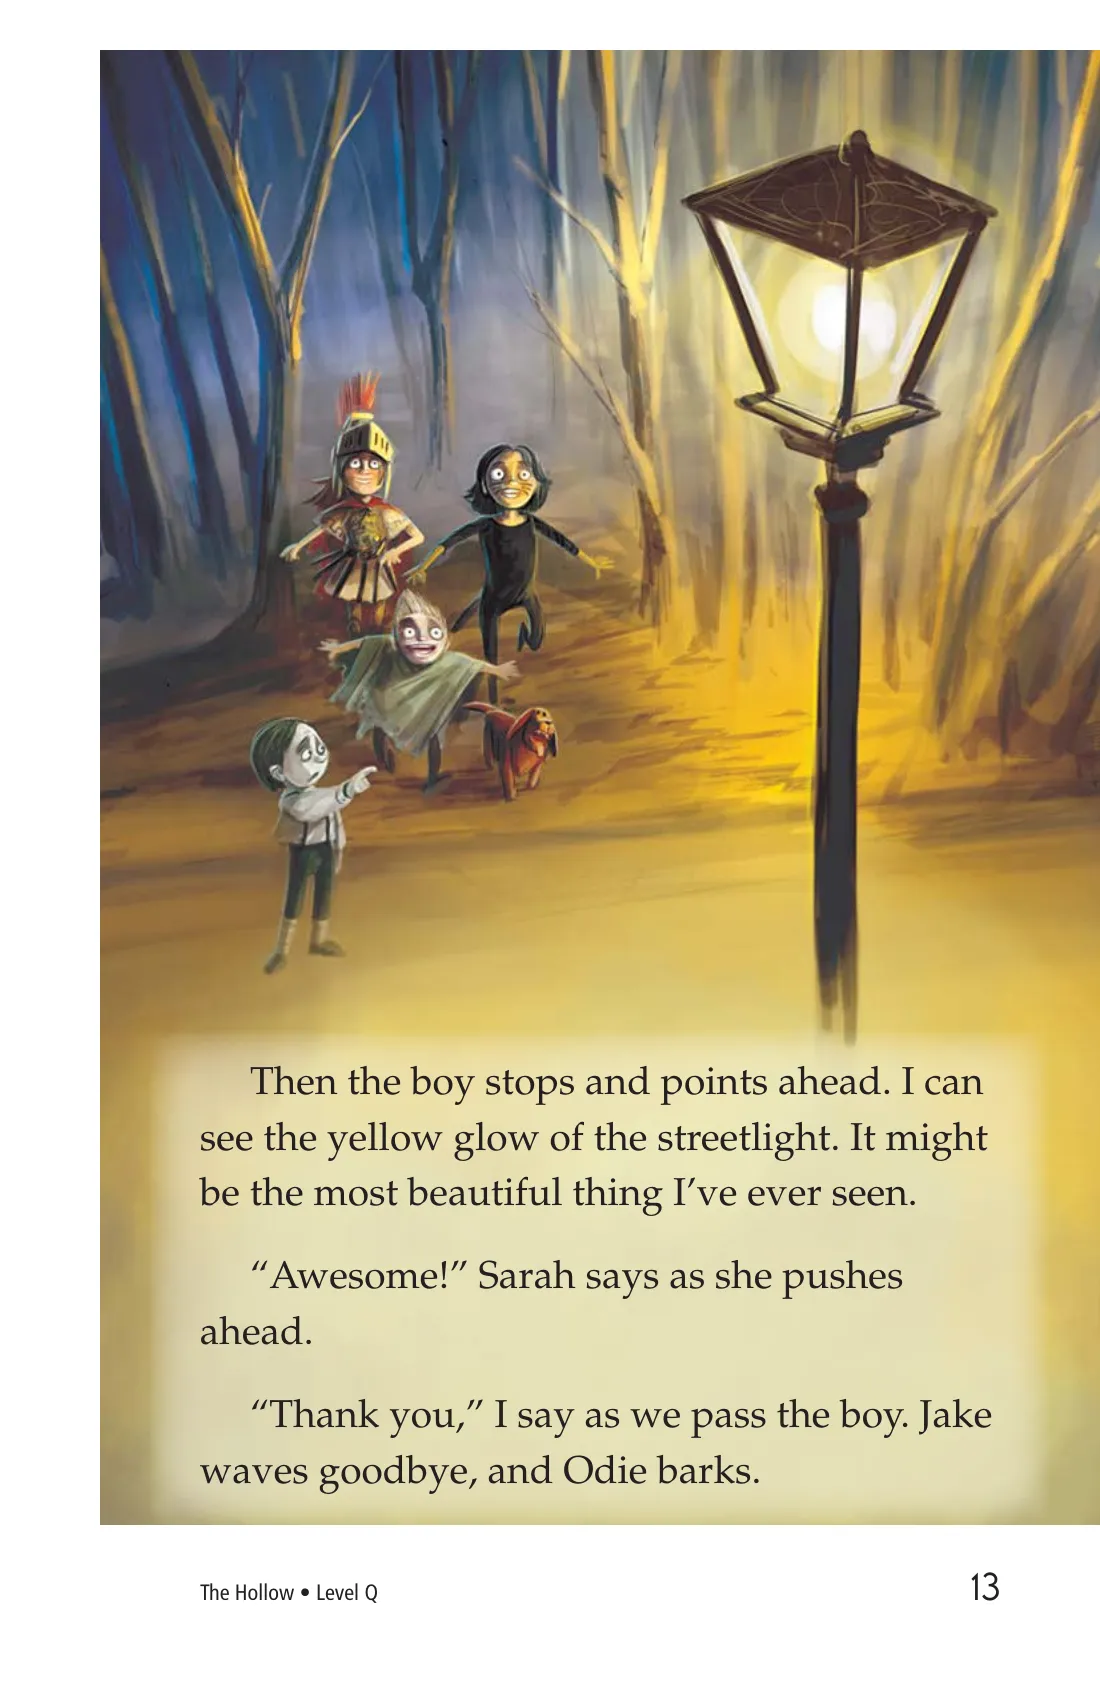 Then the boy stops and points ahead. I can
see the yellow glow of the streetlight. It might
be the most beautiful thing I’ve ever seen.
“Awesome!” Sarah says as she pushes
ahead.
“Thank you,” I say as we pass the boy. Jake
waves goodbye, and Odie barks.
The Hollow • Level Q
13